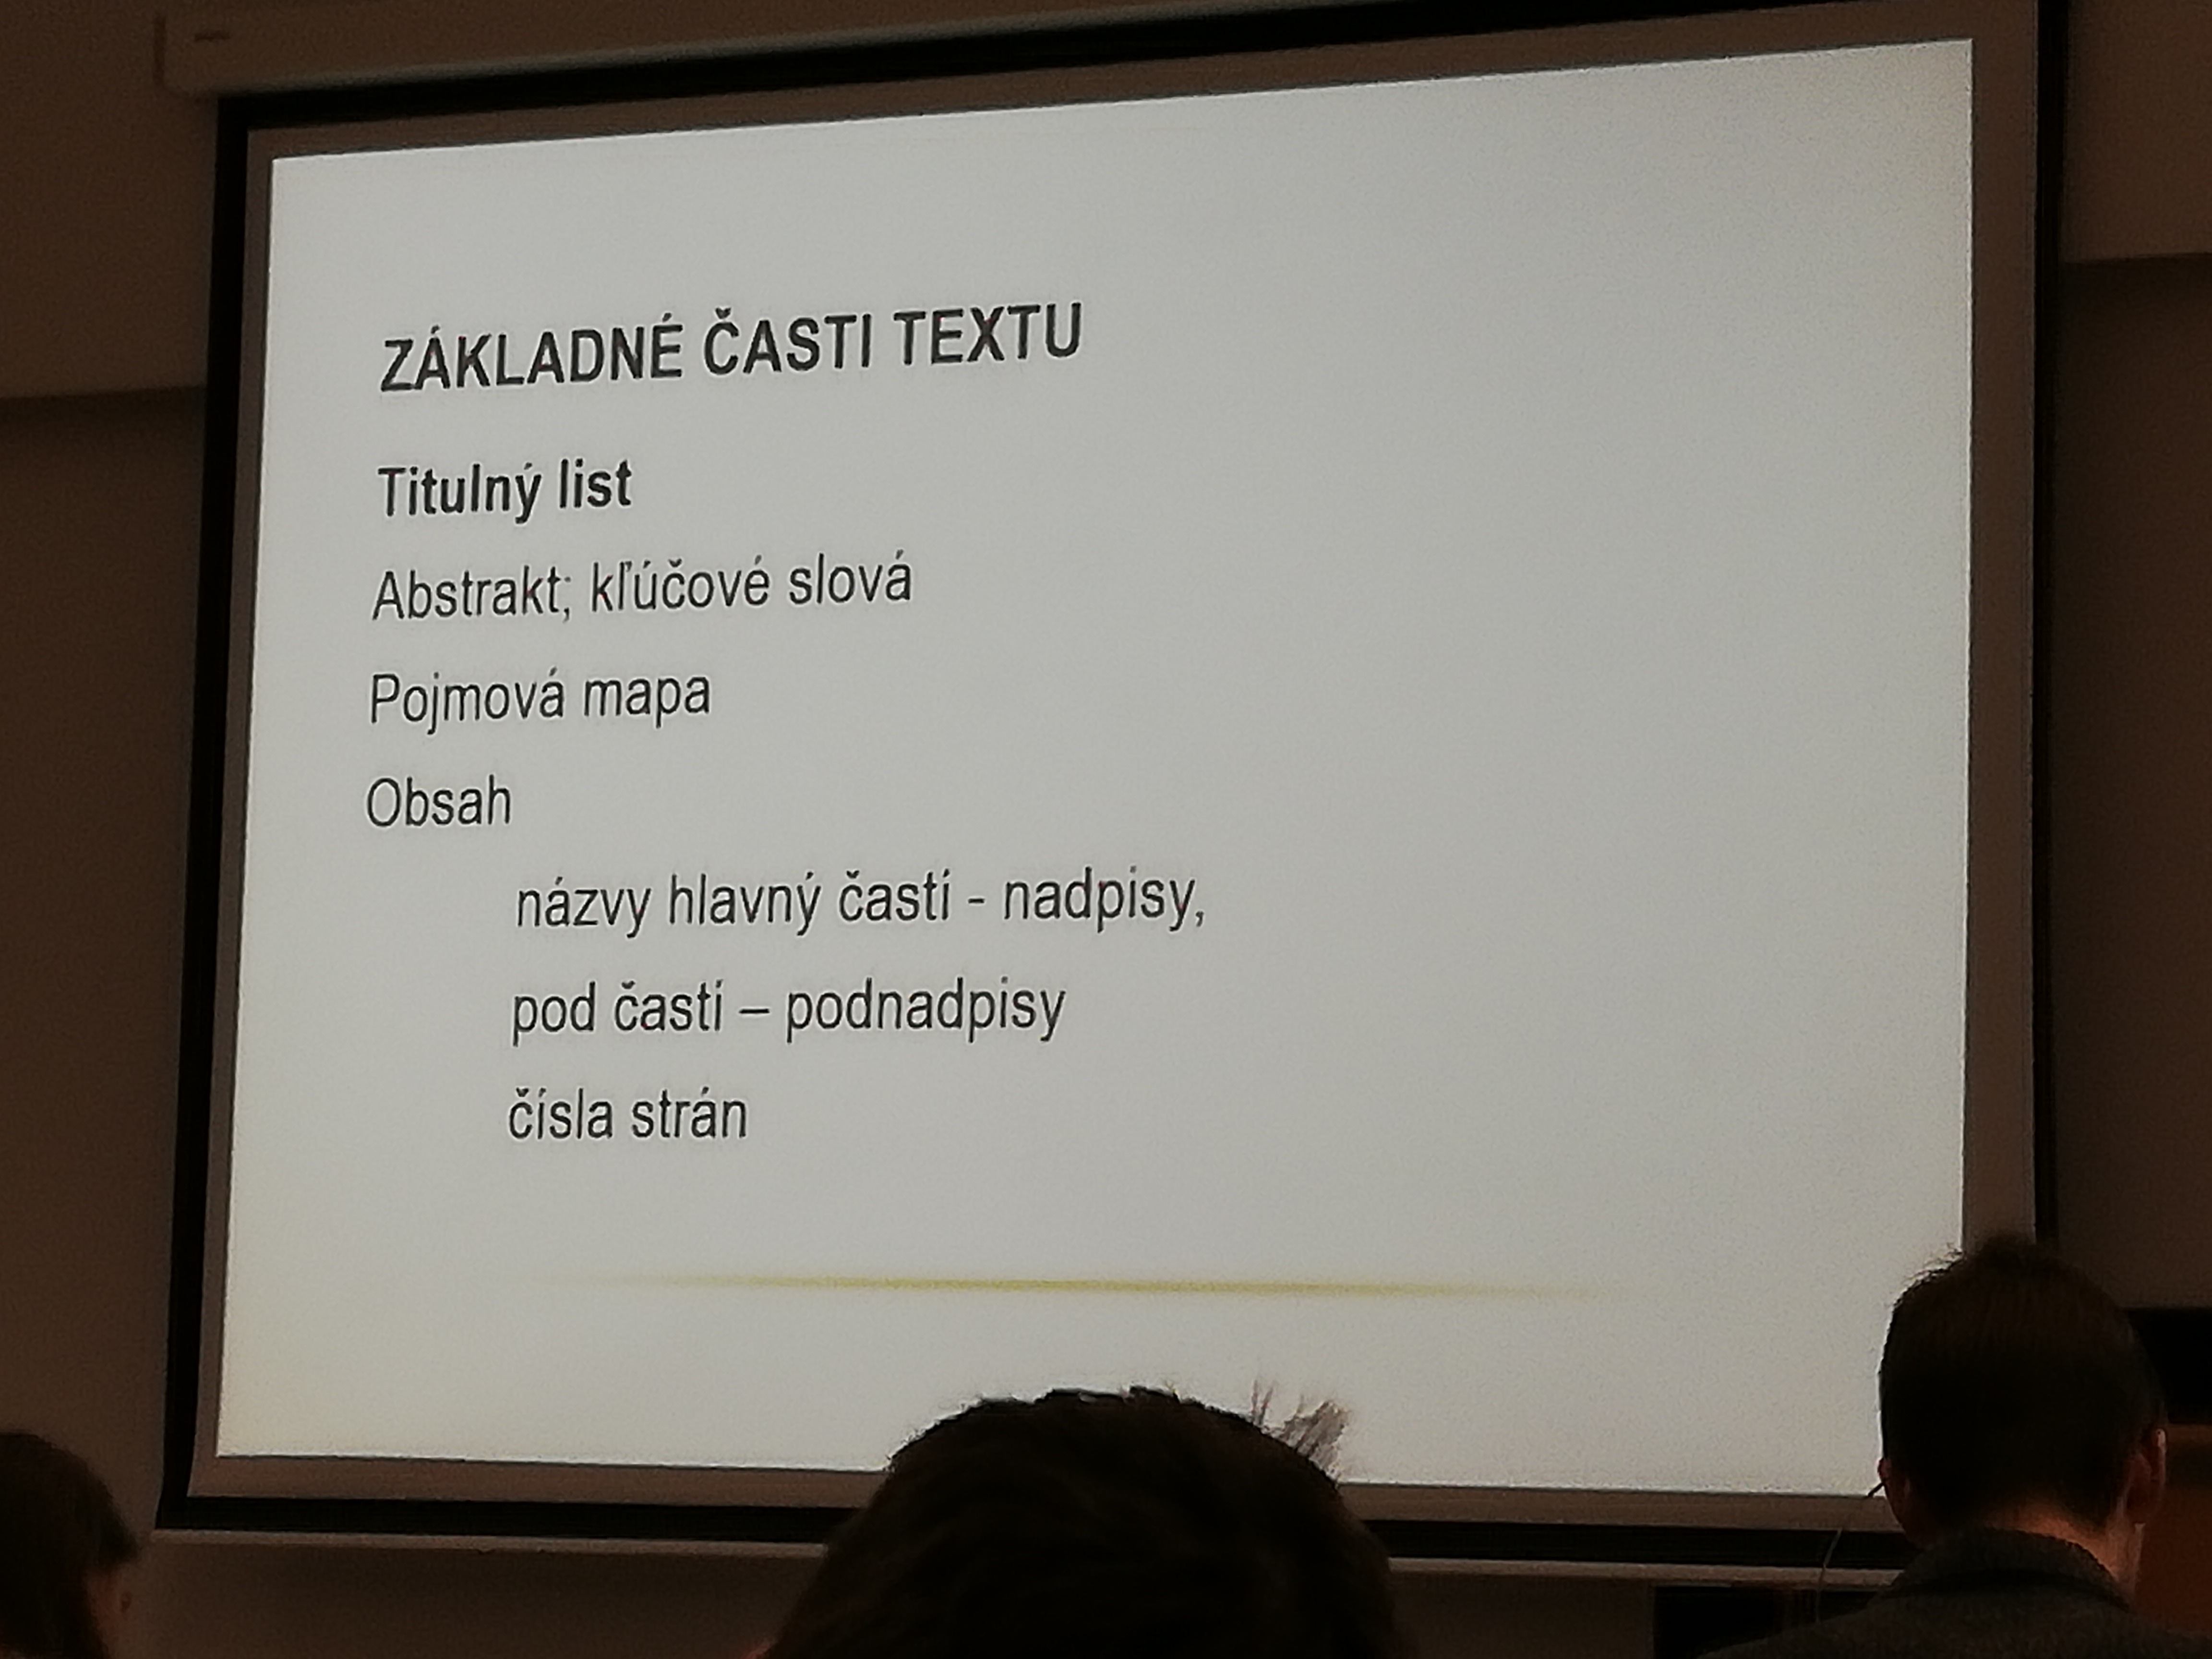 ZÁKLADNÉ ČASTI TEXTU
Titulný list
Abstrakt; kľúčové slová
Pojmová mapa
Obsah
názvy hlavný častí - nadpisy,
pod častí – podnadpisy
čísla strán